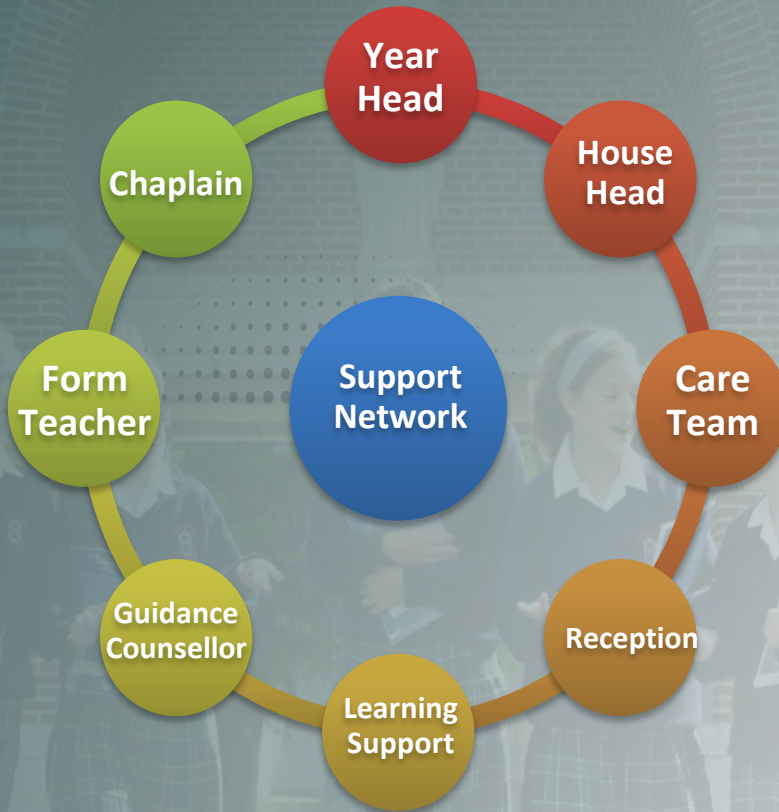 Year
Head
House
Head
Care
Team
Reception
Learning
Support
Guidance
Counsellor
Form
Teacher
Chaplain
Support
Network